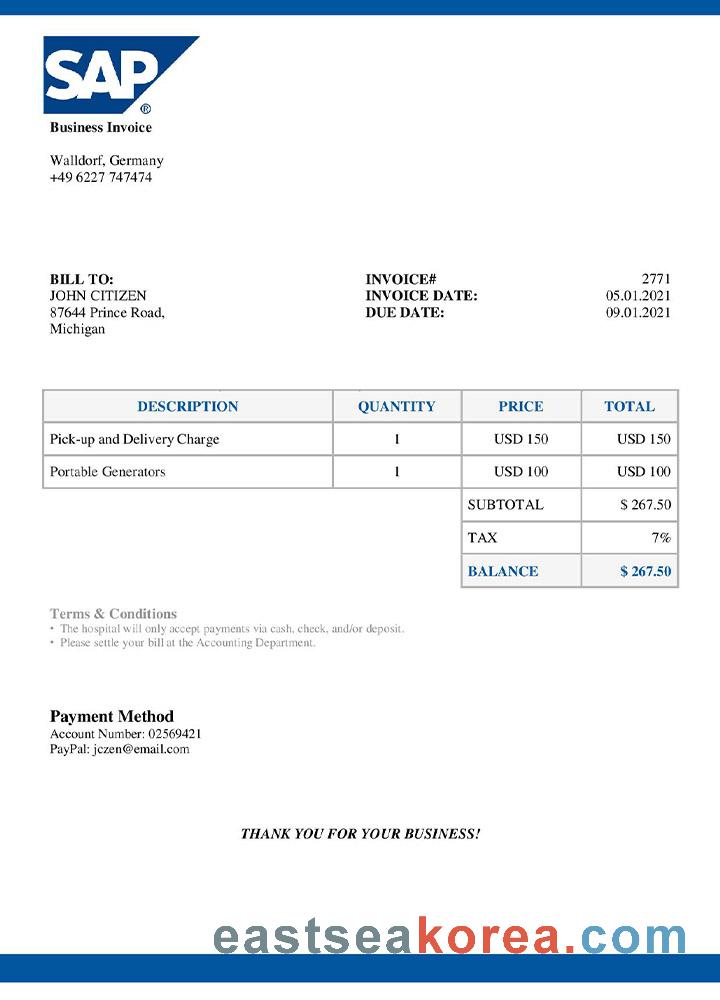 SAP
®
Business Invoice
Walldorf, Germany
+49 6227 747474
BILL TO:
JOHN CITIZEN
87644 Prince Road,
Michigan
INVOICE# 2771
INVOICE DATE: 05.01.2021
DUE DATE: 09.01.2021
DESCRIPTION QUANTITY PRICE TOTAL
Pick-up and Delivery Charge 1 USD 150 USD 150
Portable Generators 1 USD 100 USD 100
SUBTOTAL $ 267.50
TAX 7%
BALANCE $ 267.50
Terms & Conditions
• The hospital will only accept payments via cash, check, and/or deposit.
• Please settle your bill at the Accounting Department.
Payment Method
Account Number: 02569421
PayPal: jczen@email.com
THANK YOU FOR YOUR BUSINESS!
eastseakorea.com